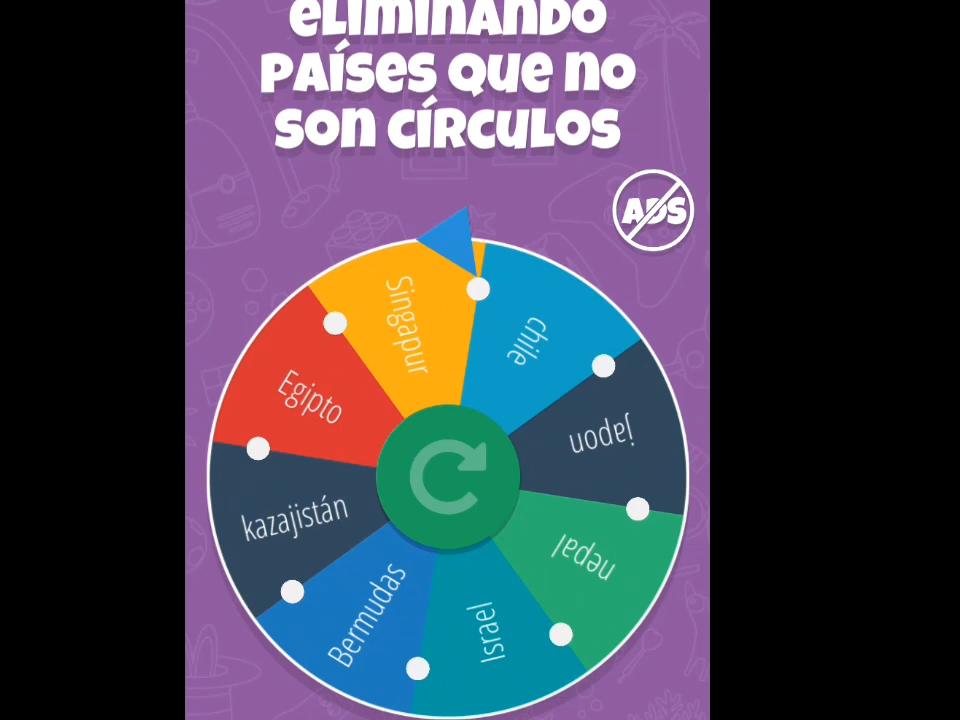 eLIMINANDO
PAÍSES QUE NO
SON CÍRCULOS
ADS
Singapur
chile
japon
nepal
Israel
Bermudas
kazajistán
Egipto